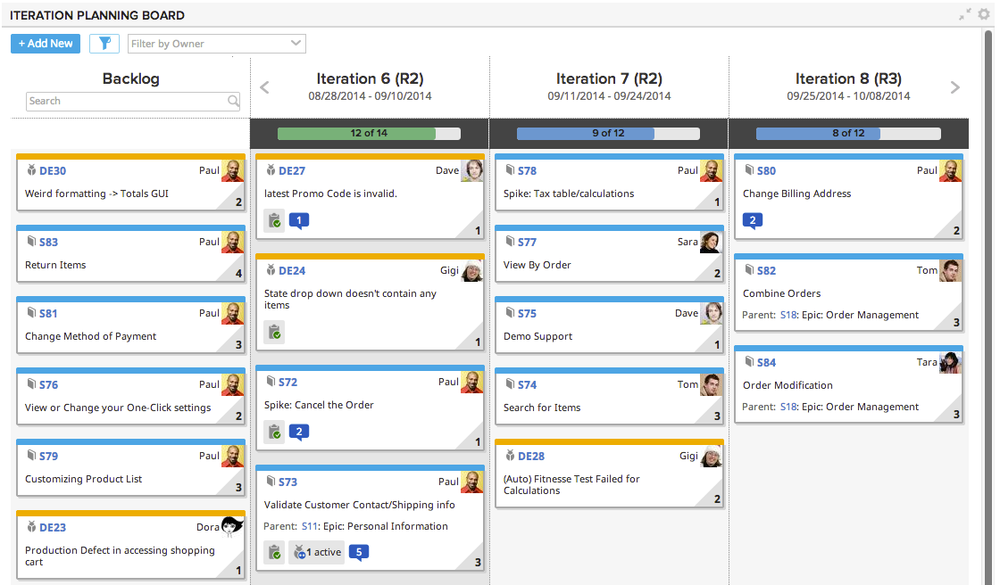 ITERATION PLANNING BOARD
+ Add New
Filter by Owner
Backlog
Search
Iteration 6 (R2)
08/28/2014 - 09/10/2014
Iteration 7 (R2)
09/11/2014 - 09/24/2014
Iteration 8 (R3)
09/25/2014 - 10/08/2014
12 of 14
9 of 12
8 of 12
DE30
Paul
Weird formatting -> Totals GUI
2
S83
Paul
Return Items
4
S81
Paul
Change Method of Payment
3
S76
Paul
View or Change your One-Click settings
2
S79
Paul
Customizing Product List
3
DE23
Dora
Production Defect in accessing shopping
cart
1
DE27
Dave
latest Promo Code is invalid.
1
1
DE24
Gigi
State drop down doesn't contain any
items
1
S72
Paul
Spike: Cancel the Order
2
1
S73
Paul
Validate Customer Contact/Shipping info
Parent: S11: Epic: Personal Information
1 active
5
3
S78
Paul
Spike: Tax table/calculations
1
S77
Sara
View By Order
2
S75
Dave
Demo Support
1
S74
Tom
Search for Items
3
DE28
Gigi
(Auto) Fitnesse Test Failed for
Calculations
2
S80
Paul
Change Billing Address
2
2
S82
Tom
Combine Orders
Parent: S18: Epic: Order Management
3
S84
Tara
Order Modification
Parent: S18: Epic: Order Management
3